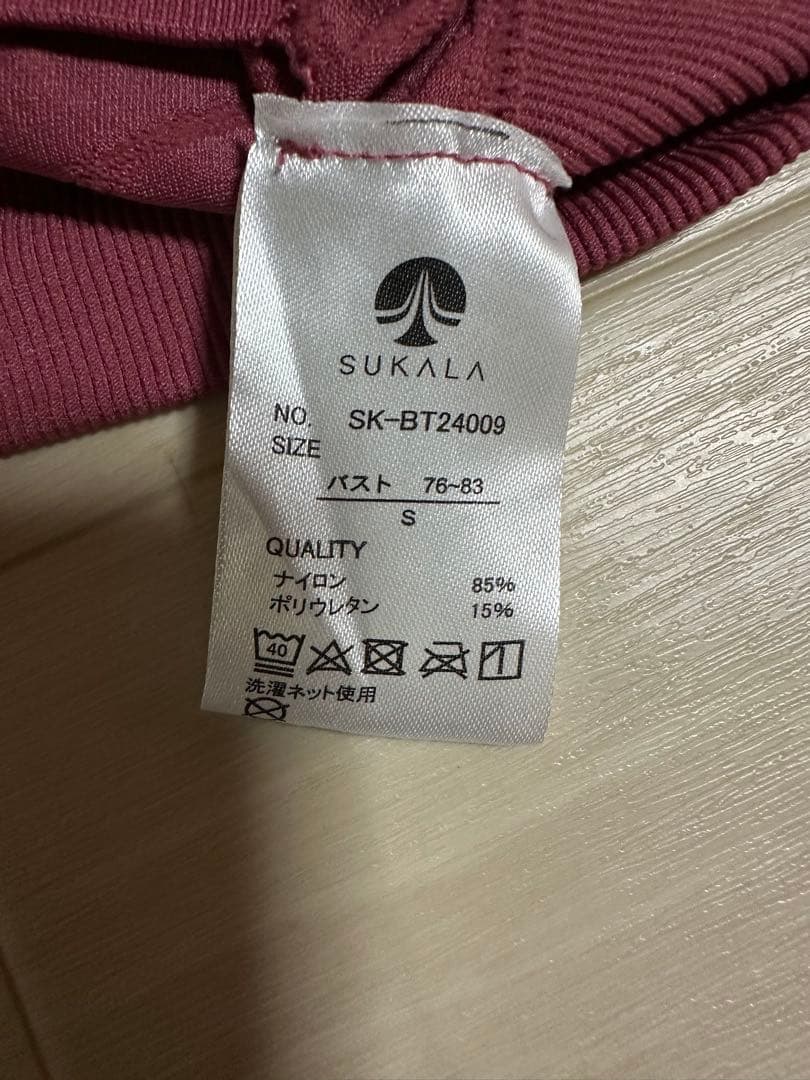 SUKALA
NO. SK-BT24009
SIZE
バスト 76~83
S
QUALITY
ナイロン 85%
ポリウレタン 15%
40
洗濯ネット使用